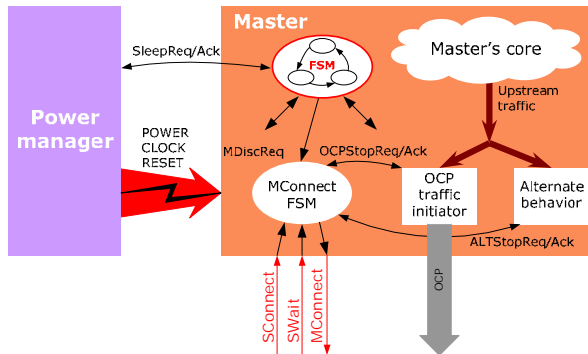 Master
SleepReq/Ack
FSM
Master's core
Upstream
traffic
Power
manager
POWER
CLOCK
RESET
MDiscReq
OCPStopReq/Ack
MConnect
FSM
OCP
traffic
initiator
Alternate
behavior
ALTStopReq/Ack
SConnect
SWait
MConnect
OCP